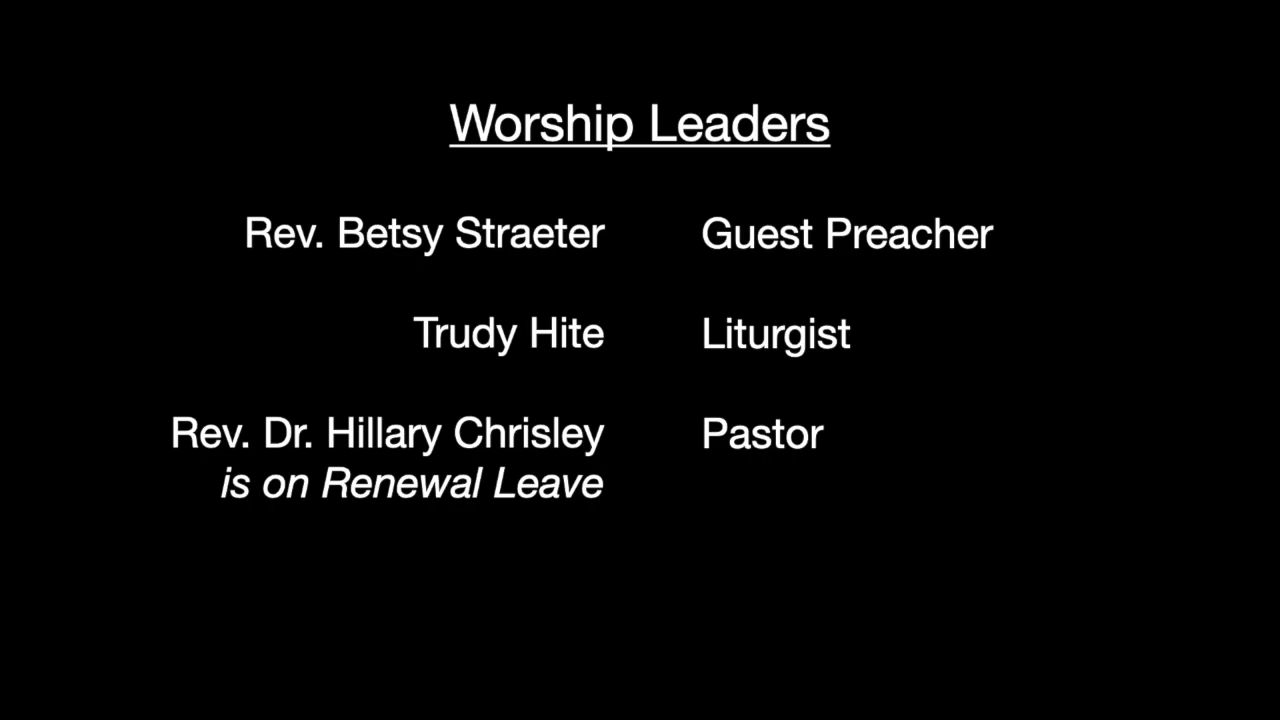 Worship Leaders
Rev. Betsy Straeter Guest Preacher
Trudy Hite Liturgist
Rev. Dr. Hillary Chrisley Pastor
is on Renewal Leave